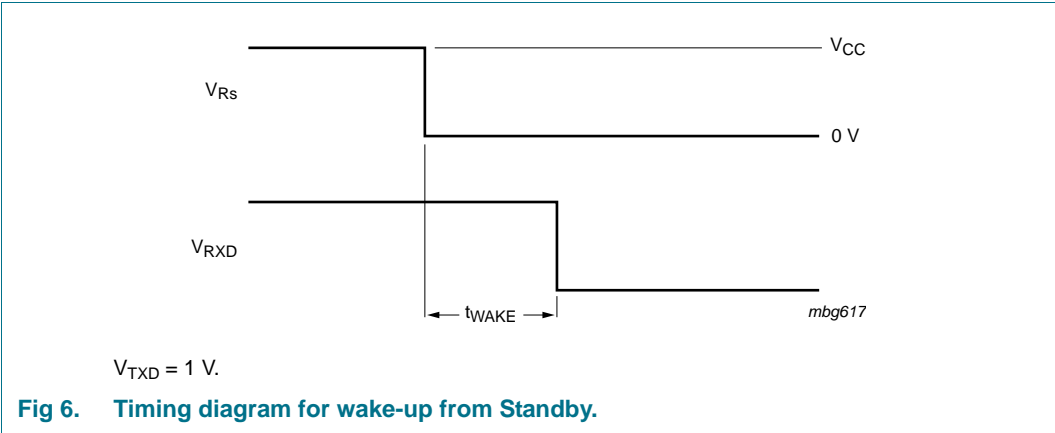 VCC
VRs
0 V
VRXD
tWAKE
mbg617
VTXD = 1 V.
Fig 6. Timing diagram for wake-up from Standby.